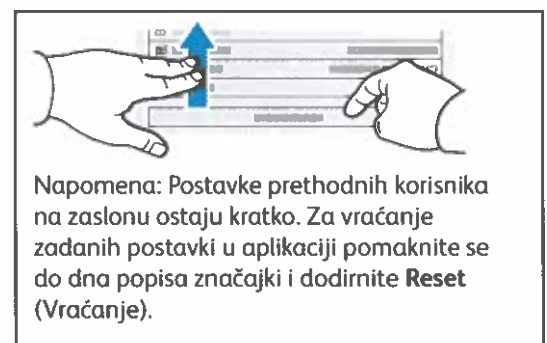 Napomena: Postavke prethodnih korisnika
na zaslonu ostaju kratko. Za vraćanje
zadanih postavki u aplikaciji pomaknite se
do dna popisa značajki i dodirnite Reset
(Vraćanje).